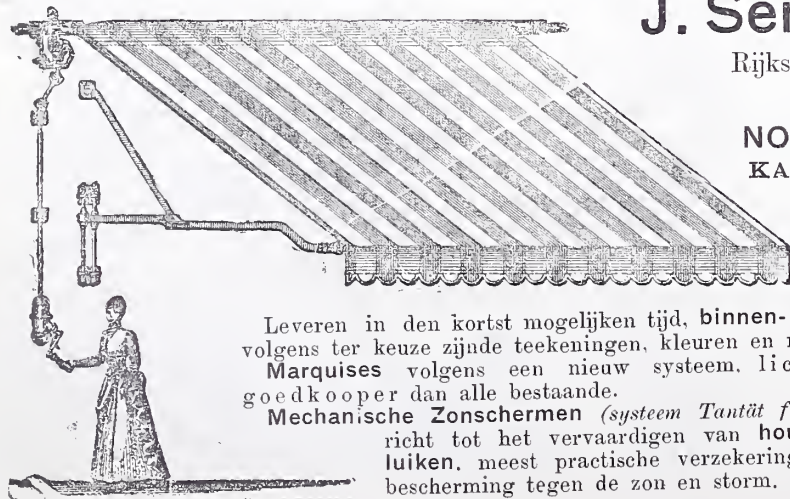 J. Ser
Rijks
NO
KA
Leveren in den kortst mogelijken tijd, binnen-
volgens ter keuze zijnde teekeningen, kleuren en
Marquises volgens een nieuw systeem, lic
goedkooper dan alle bestaande.
Mechanische Zonschermen (systeem Tantät f
richt tot het vervaardigen van hou
luiken, meest practische verzekering
bescherming tegen de zon en storm.